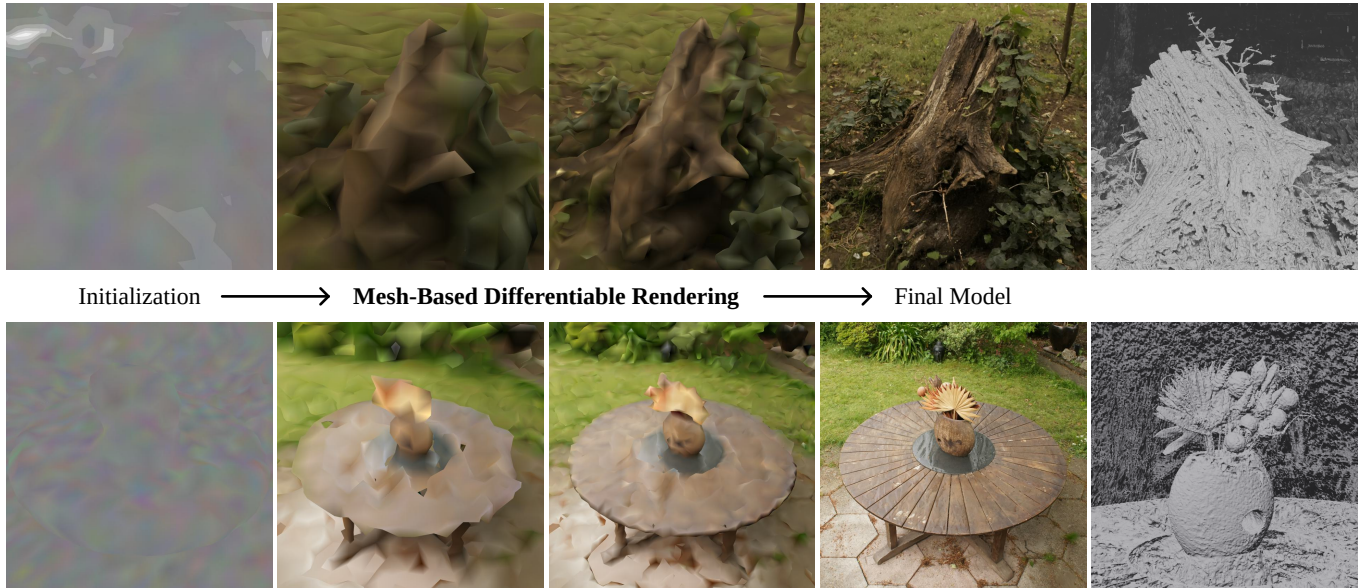 Initialization → Mesh-Based Differentiable Rendering → Final Model